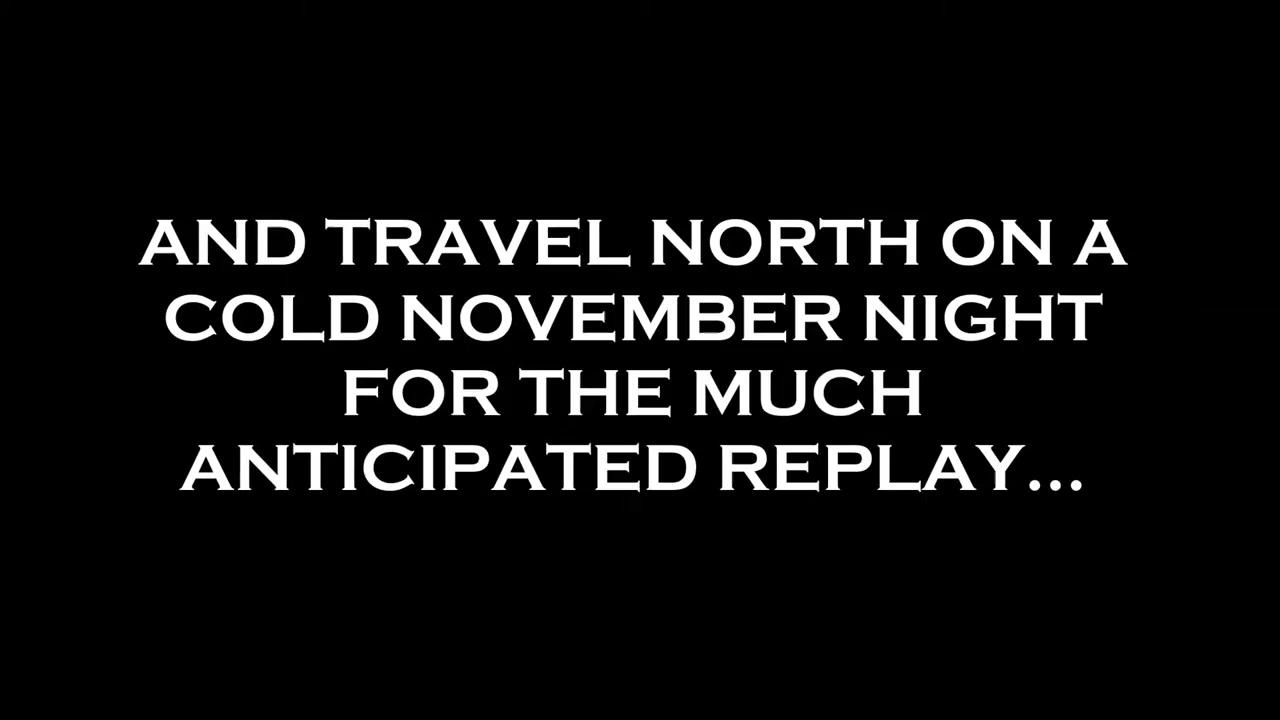 AND TRAVEL NORTH ON A
COLD NOVEMBER NIGHT
FOR THE MUCH
ANTICIPATED REPLAY...